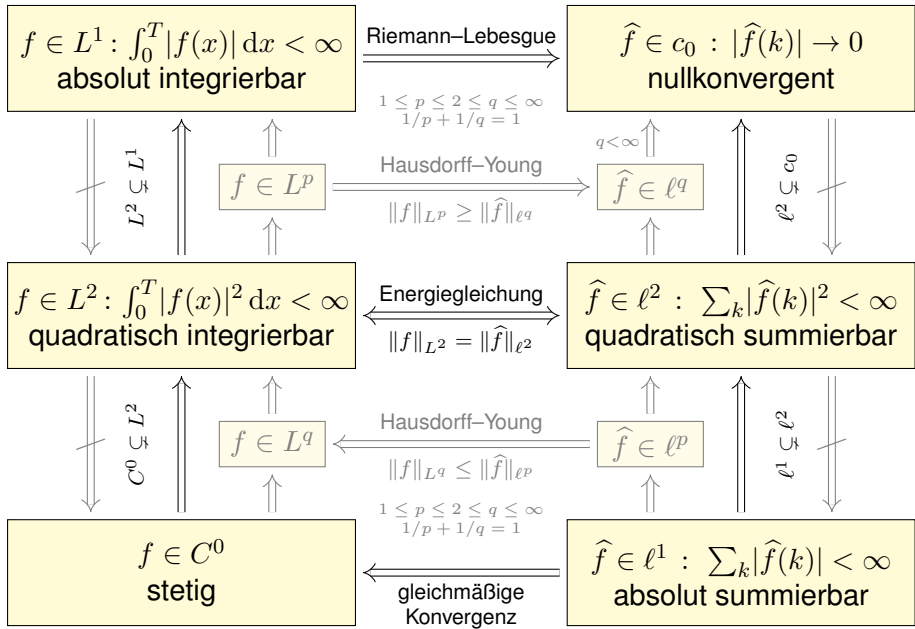 f ∈ L¹ : ∫₀ᵀ |f(x)| dx < ∞
absolut integrierbar
Riemann–Lebesgue
f̂ ∈ c₀ : |f̂(k)| → 0
nullkonvergent
1 ≤ p ≤ 2 ≤ q ≤ ∞
1/p + 1/q = 1
L² ⊊ L¹
f ∈ Lᵖ
Hausdorff–Young
‖f‖_{Lᵖ} ≥ ‖f̂‖_{ℓ^q}
q<∞
f̂ ∈ ℓ^q
ℓ² ⊊ c₀
f ∈ L² : ∫₀ᵀ |f(x)|² dx < ∞
quadratisch integrierbar
Energiegleichung
‖f‖_{L²} = ‖f̂‖_{ℓ²}
f̂ ∈ ℓ² : ∑ₖ|f̂(k)|² < ∞
quadratisch summierbar
C⁰ ⊊ L²
f ∈ L^q
Hausdorff–Young
‖f‖_{L^q} ≤ ‖f̂‖_{ℓᵖ}
1 ≤ p ≤ 2 ≤ q ≤ ∞
1/p + 1/q = 1
f̂ ∈ ℓᵖ
ℓ¹ ⊊ ℓ²
f ∈ C⁰
stetig
gleichmäßige
Konvergenz
f̂ ∈ ℓ¹ : ∑ₖ|f̂(k)| < ∞
absolut summierbar